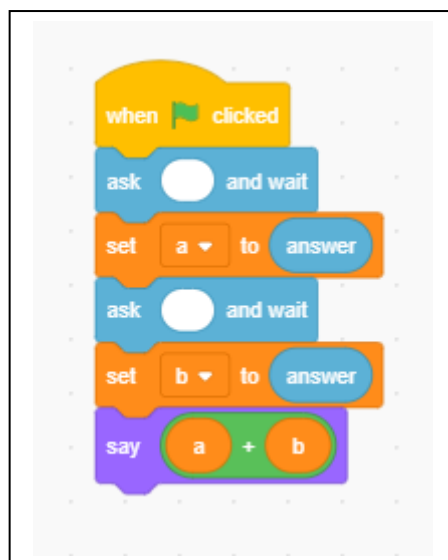 when clicked
ask and wait
set a to answer
ask and wait
set b to answer
say a + b